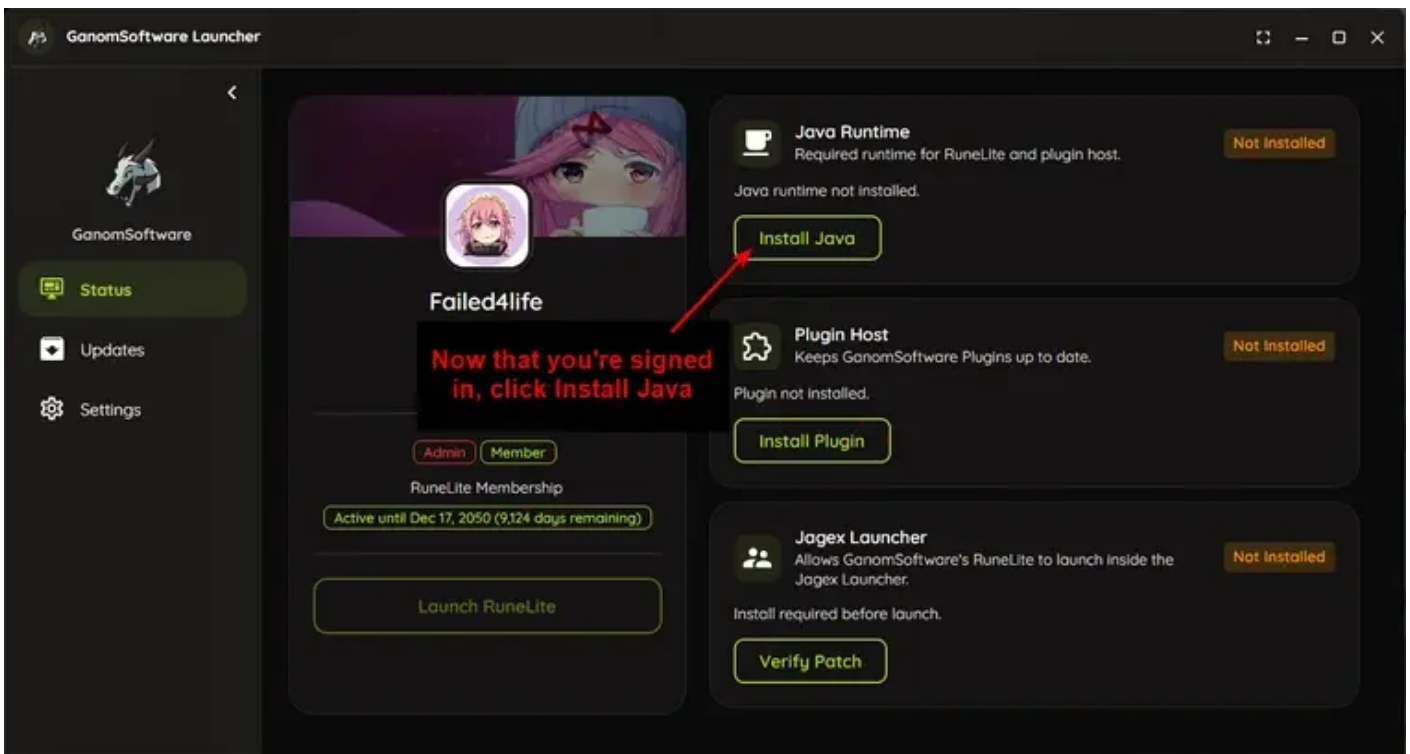 GanomSoftware Launcher
GanomSoftware
Status
Updates
Settings
Failed4life
Now that you're signed
in, click Install Java
Admin
Member
RuneLite Membership
Active until Dec 17, 2050 (9,124 days remaining)
Launch RuneLite
Java Runtime
Not Installed
Required runtime for RuneLite and plugin host.
Java runtime not installed.
Install Java
Plugin Host
Not Installed
Keeps GanomSoftware Plugins up to date.
Plugin not installed.
Install Plugin
Jagex Launcher
Not Installed
Allows GanomSoftware's RuneLite to launch inside the
Jagex Launcher.
Install required before launch.
Verify Patch